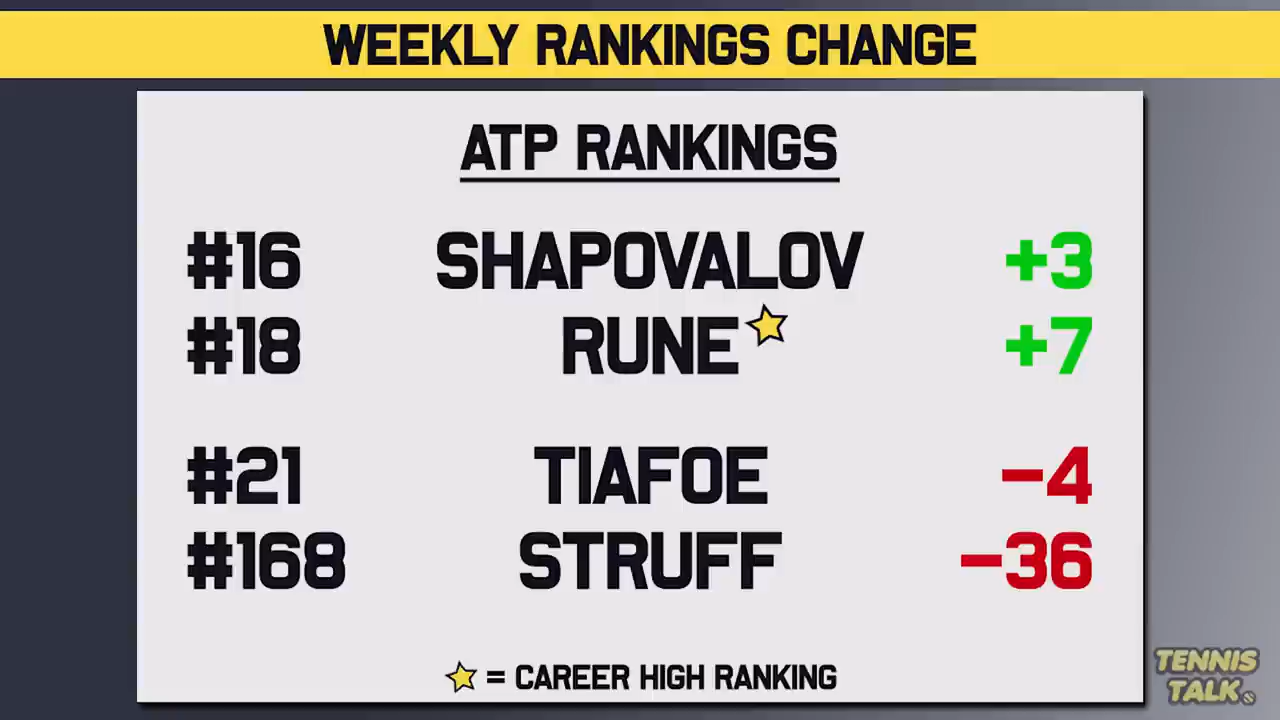 WEEKLY RANKINGS CHANGE
ATP RANKINGS
#16 SHAPOVALOV +3
#18 RUNE +7
#21 TIAFOE -4
#168 STRUFF -36
= CAREER HIGH RANKING
TENNIS
TALK